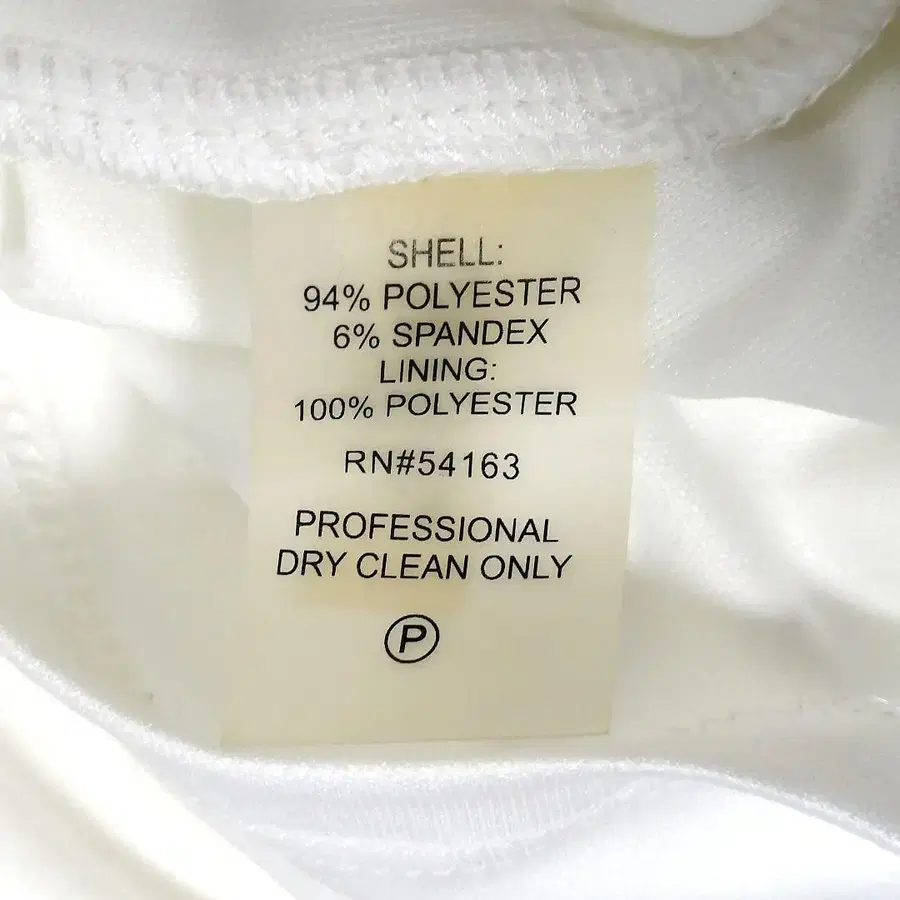 SHELL:
94% POLYESTER
6% SPANDEX
LINING:
100% POLYESTER
RN#54163
PROFESSIONAL
DRY CLEAN ONLY
P